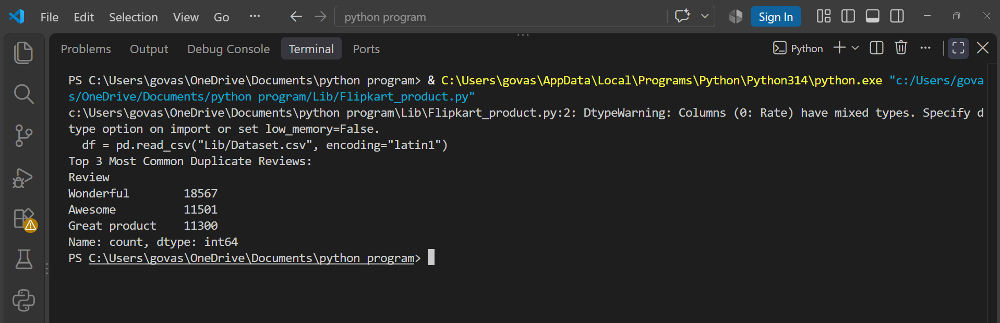 File Edit Selection View Go ···
python program
Sign In
Problems Output Debug Console Terminal Ports
Python
PS C:\Users\govas\OneDrive\Documents\python program> & C:\Users\govas\AppData\Local\Programs\Python\Python314\python.exe "c:/Users/gova
s/OneDrive/Documents/python program/Lib/Flipkart_product.py"
c:\Users\govas\OneDrive\Documents\python program\Lib\Flipkart_product.py:2: DtypeWarning: Columns (0: Rate) have mixed types. Specify d
type option on import or set low_memory=False.
  df = pd.read_csv("Lib/Dataset.csv", encoding="latin1")
Top 3 Most Common Duplicate Reviews:
Review
Wonderful        18567
Awesome          11501
Great product    11300
Name: count, dtype: int64
PS C:\Users\govas\OneDrive\Documents\python program>